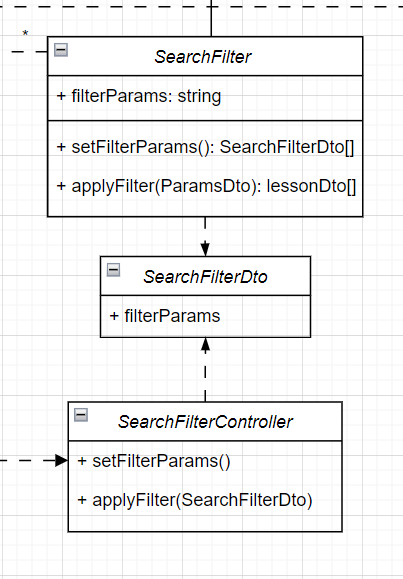 *
SearchFilter
+ filterParams: string
+ setFilterParams(): SearchFilterDto[]
+ applyFilter(ParamsDto): lessonDto[]
SearchFilterDto
+ filterParams
SearchFilterController
+ setFilterParams()
+ applyFilter(SearchFilterDto)